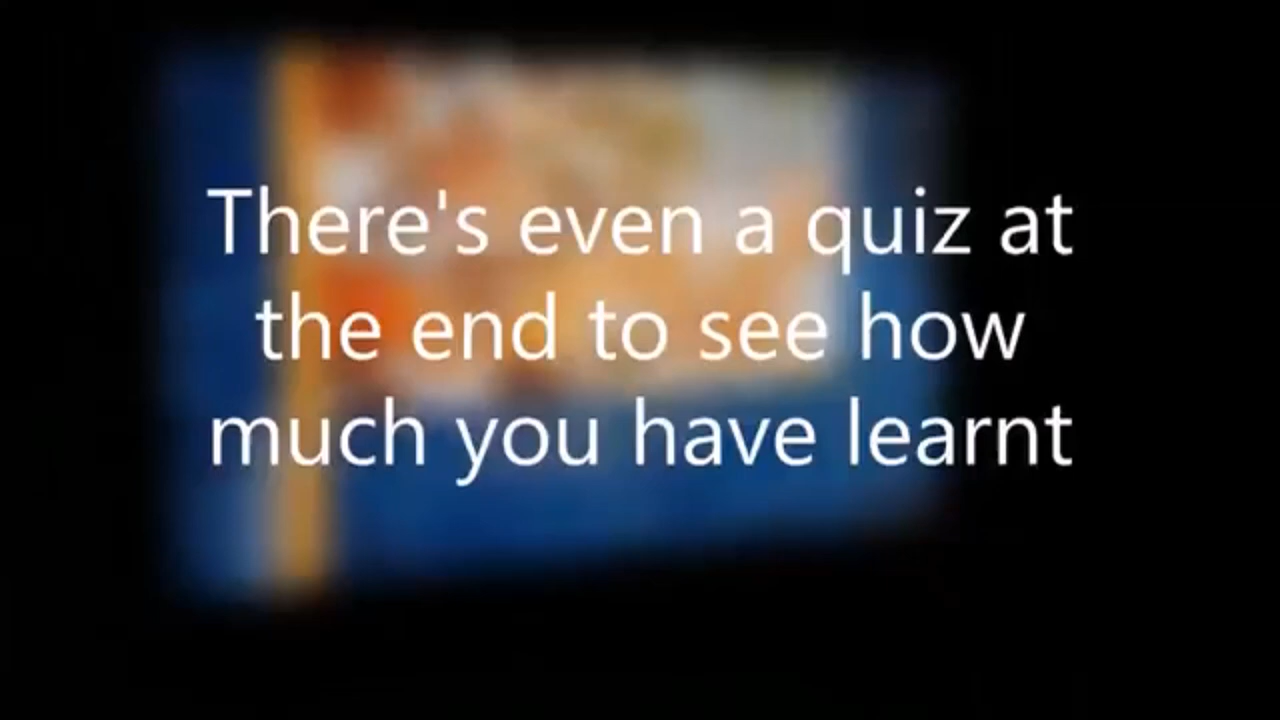 There's even a quiz at
the end to see how
much you have learnt